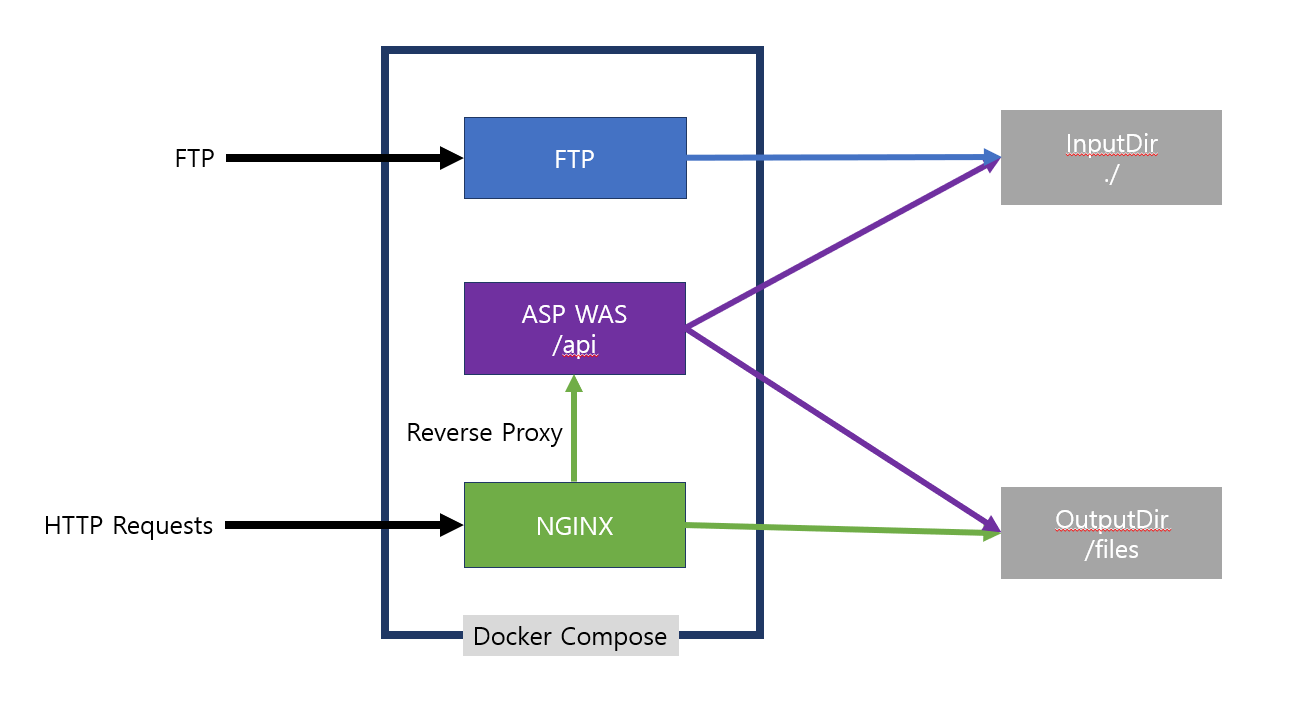 FTP
FTP
InputDir
./
ASP WAS
/api
Reverse Proxy
HTTP Requests
NGINX
OutputDir
/files
Docker Compose